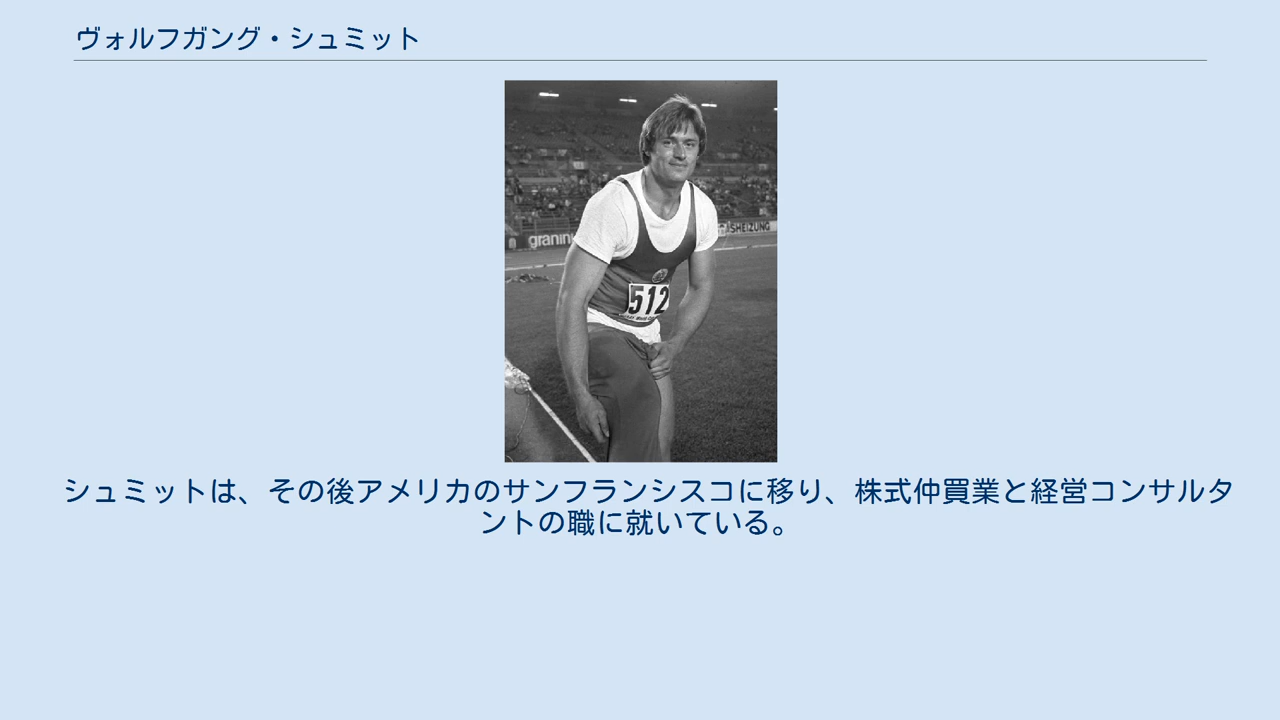 ヴォルフガング・シュミット
granin
SHEIZUNG
512
シュミットは、その後アメリカのサンフランシスコに移り、株式仲買業と経営コンサルタ
ントの職に就いている。